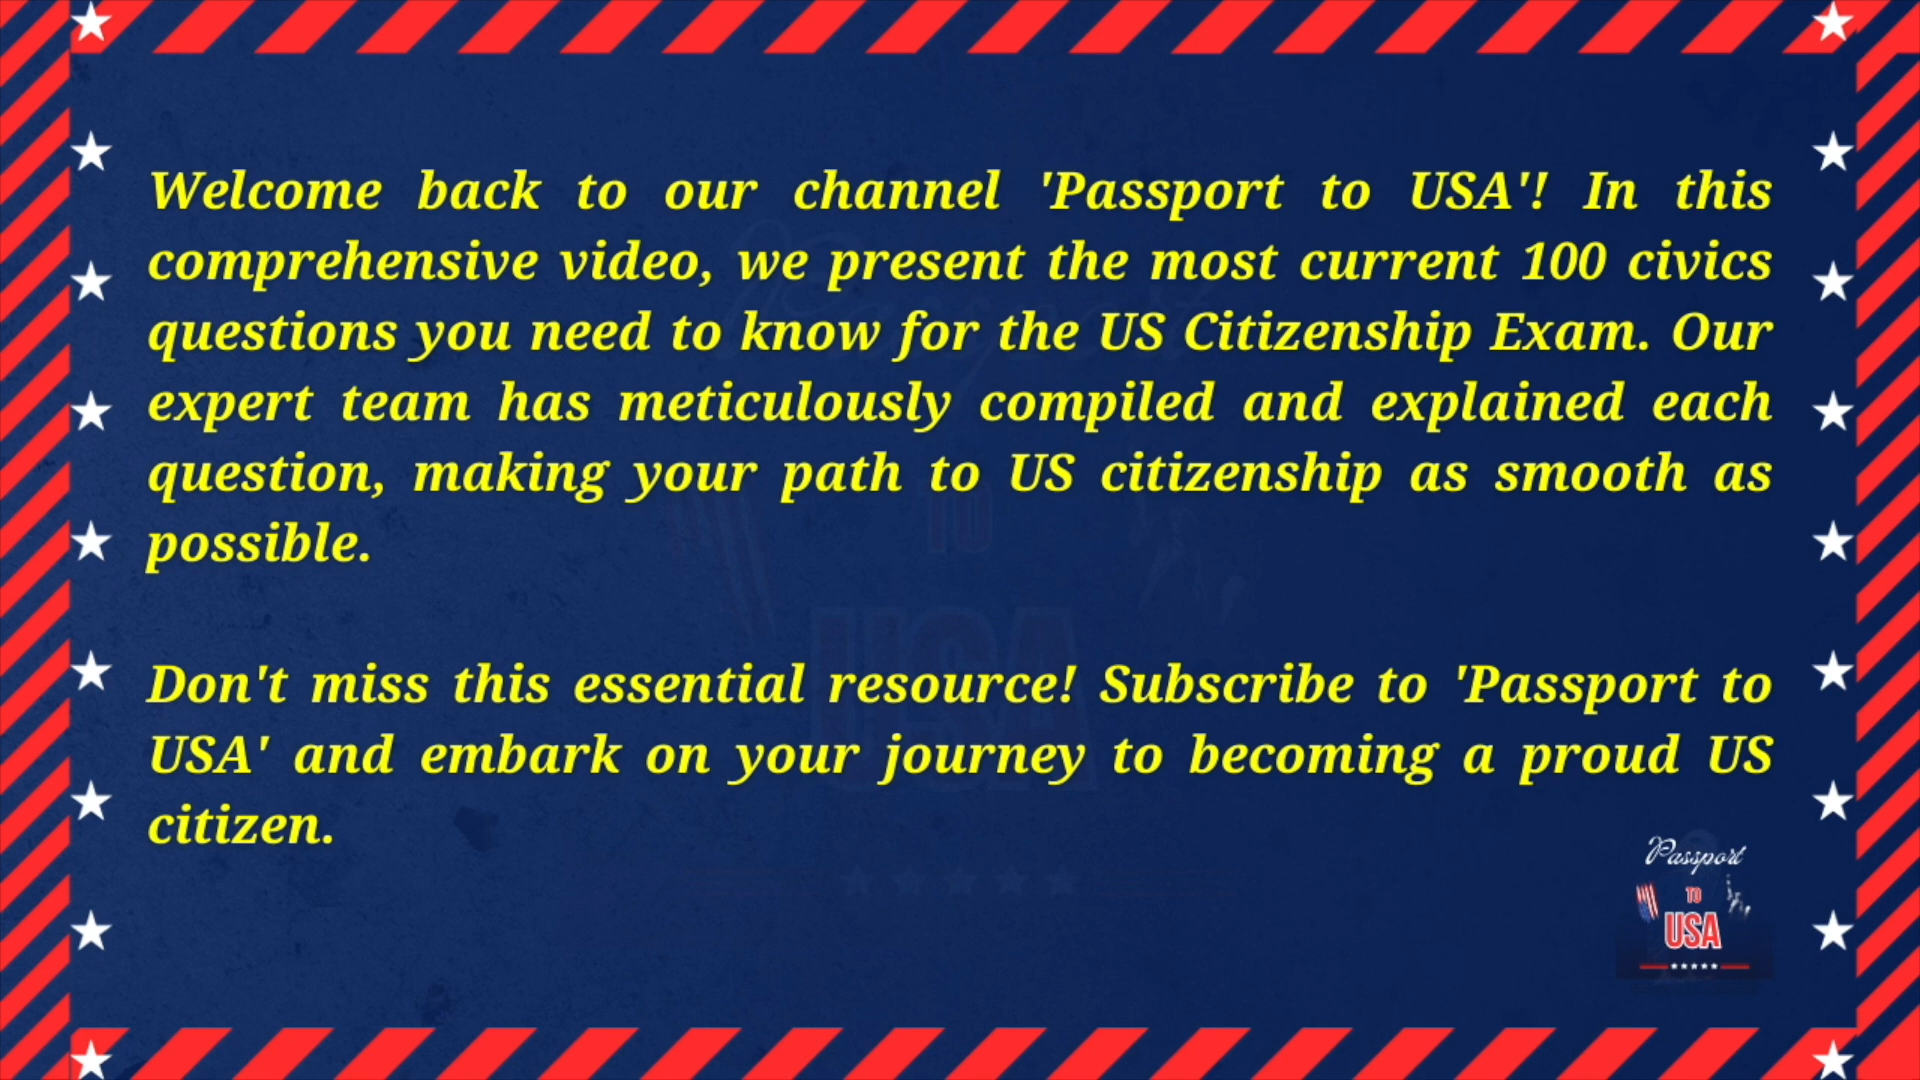 Welcome back to our channel 'Passport to USA'! In this
comprehensive video, we present the most current 100 civics
questions you need to know for the US Citizenship Exam. Our
expert team has meticulously compiled and explained each
question, making your path to US citizenship as smooth as
possible.
Don't miss this essential resource! Subscribe to 'Passport to
USA' and embark on your journey to becoming a proud US
citizen.
Passport
TO
USA